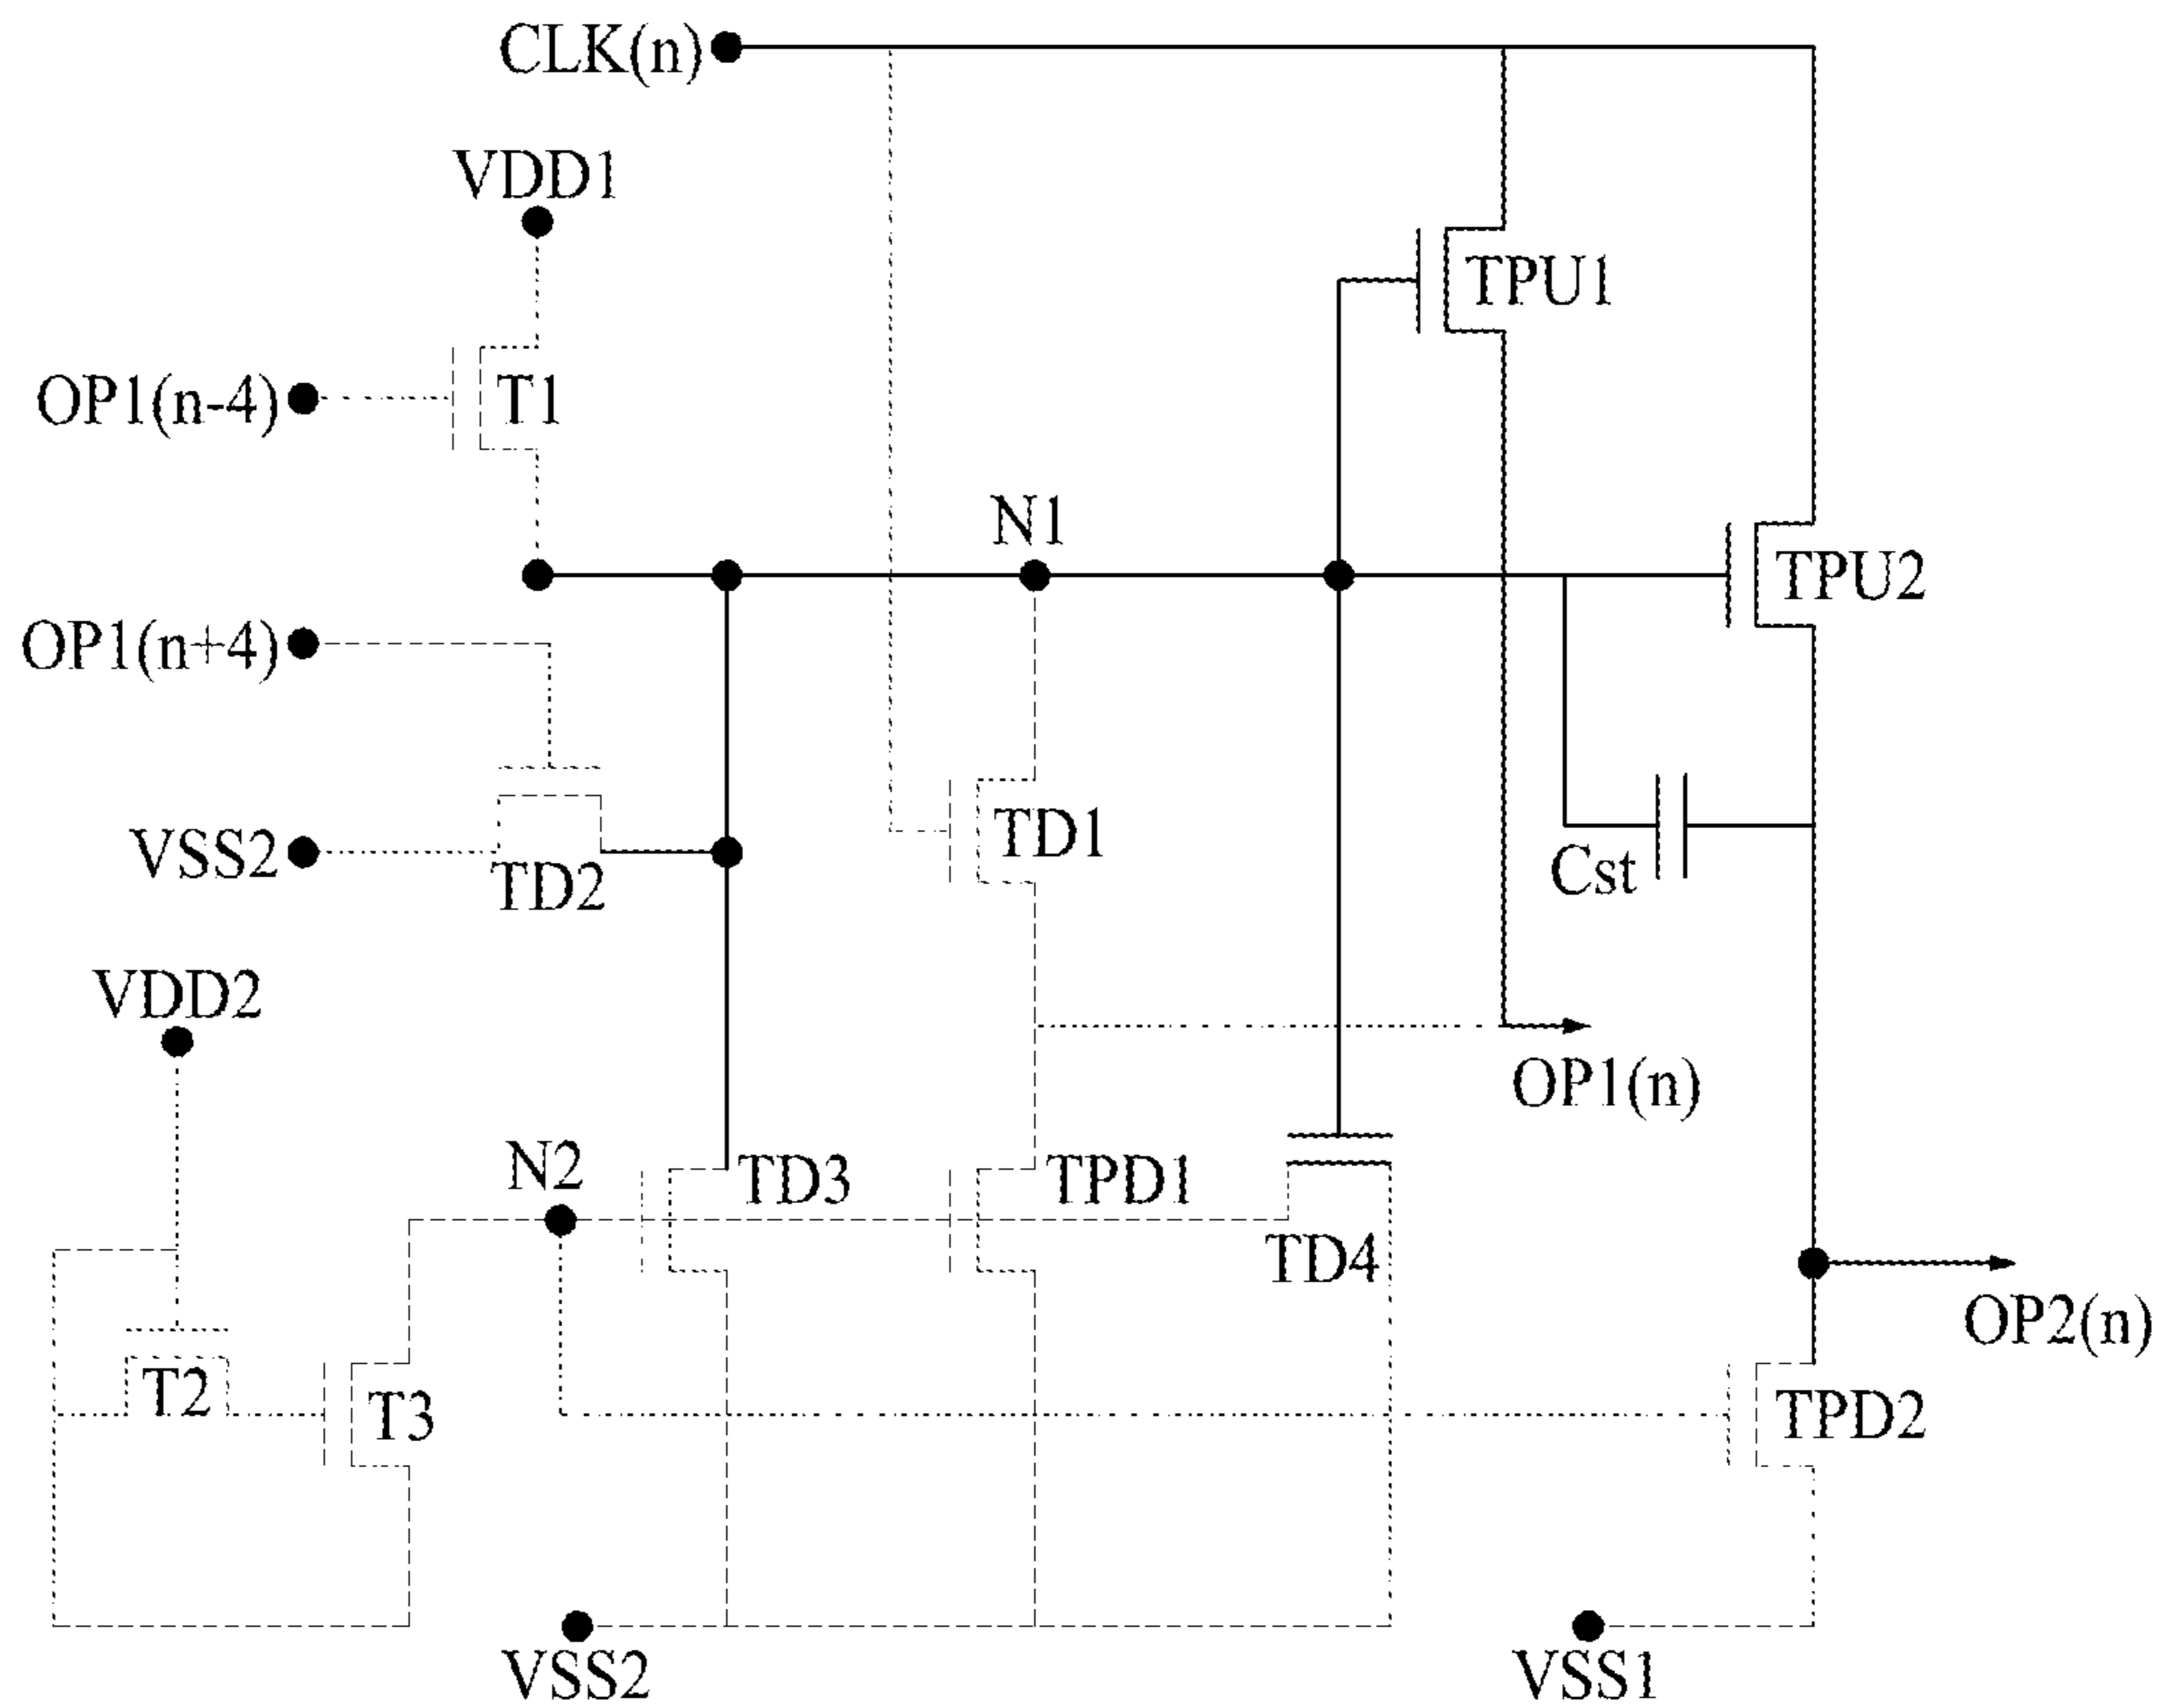 CLK(n)
VDD1
TPU1
OP1(n-4)
T1
N1
TPU2
OP1(n+4)
TD1
VSS2
TD2
Cst
VDD2
OP1(n)
N2
TD3
TPD1
TD4
OP2(n)
T2
T3
TPD2
VSS2
VSS1